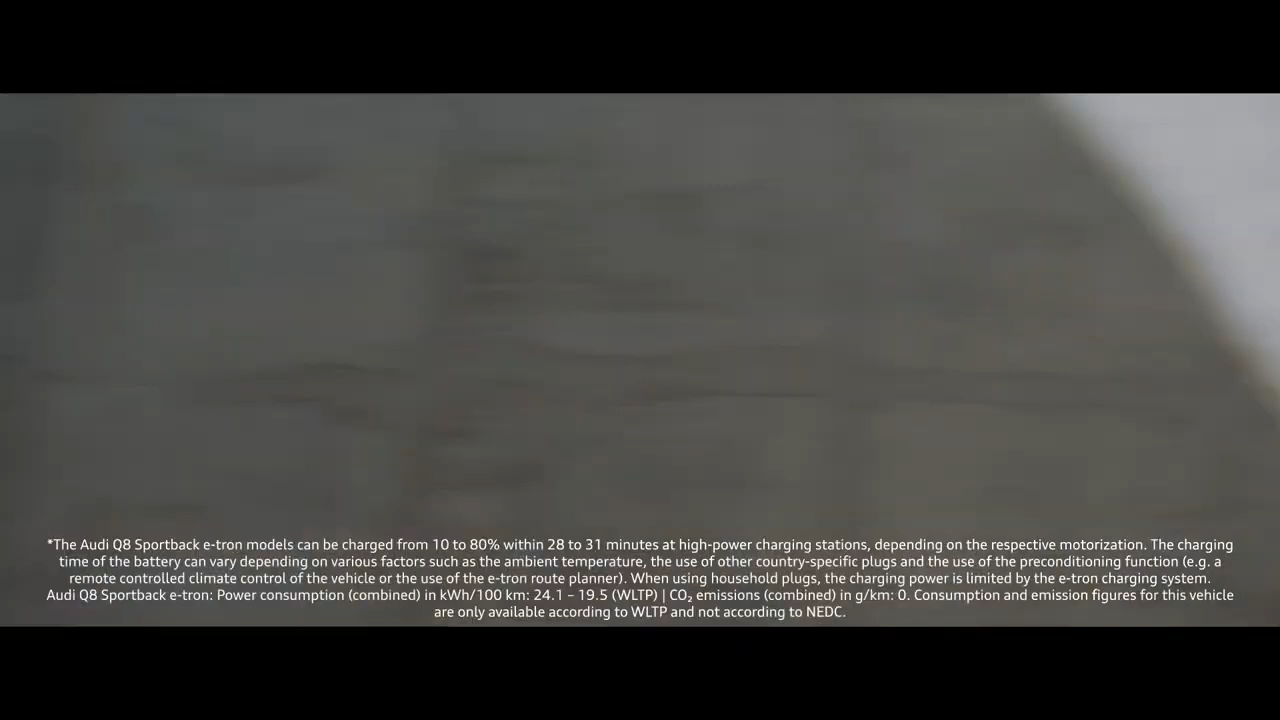 *The Audi Q8 Sportback e-tron models can be charged from 10 to 80% within 28 to 31 minutes at high-power charging stations, depending on the respective motorization. The charging
time of the battery can vary depending on various factors such as the ambient temperature, the use of other country-specific plugs and the use of the preconditioning function (e.g. a
remote controlled climate control of the vehicle or the use of the e-tron route planner). When using household plugs, the charging power is limited by the e-tron charging system.
Audi Q8 Sportback e-tron: Power consumption (combined) in kWh/100 km: 24.1 – 19.5 (WLTP) | CO₂ emissions (combined) in g/km: 0. Consumption and emission figures for this vehicle
are only available according to WLTP and not according to NEDC.